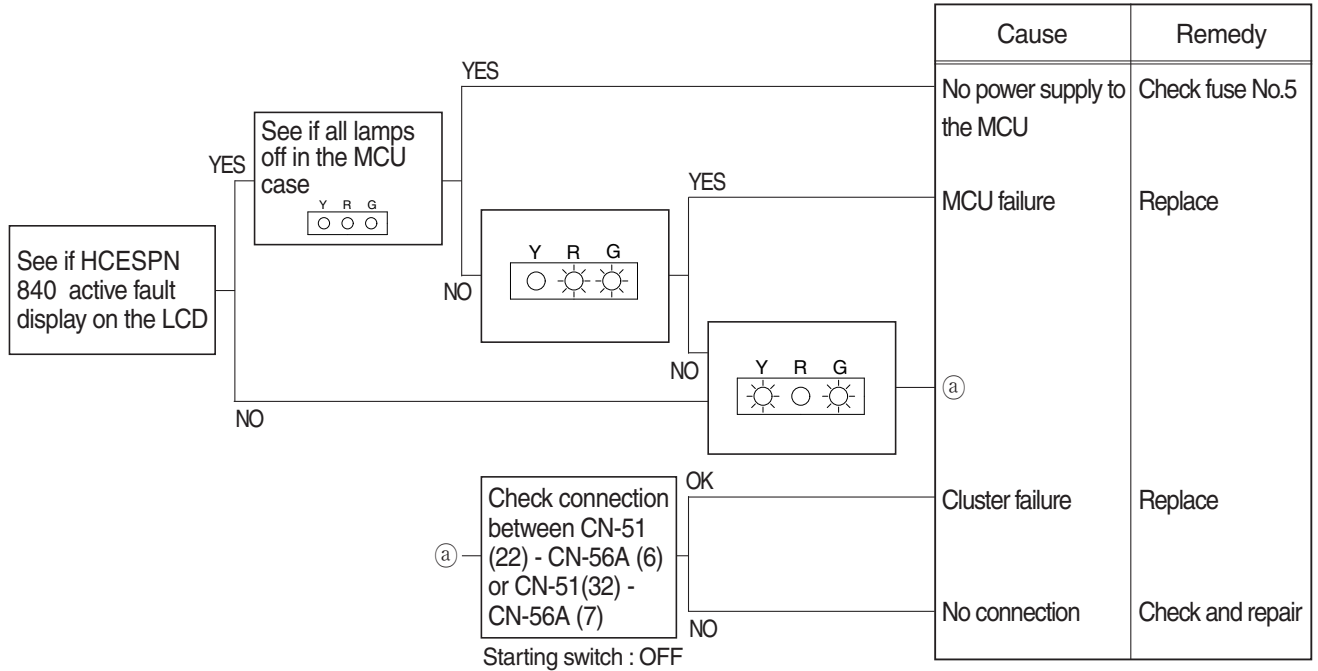 Cause
Remedy
YES
No power supply to
the MCU
Check fuse No.5
See if all lamps
off in the MCU
case
Y R G
YES
YES
MCU failure
Replace
See if HCESPN
840 active fault
display on the LCD
Y R G
NO
NO
Y R G
ⓐ
NO
OK
Check connection
between CN-51
(22) - CN-56A (6)
or CN-51(32) -
CN-56A (7)
ⓐ
Cluster failure
Replace
No connection
Check and repair
NO
Starting switch : OFF